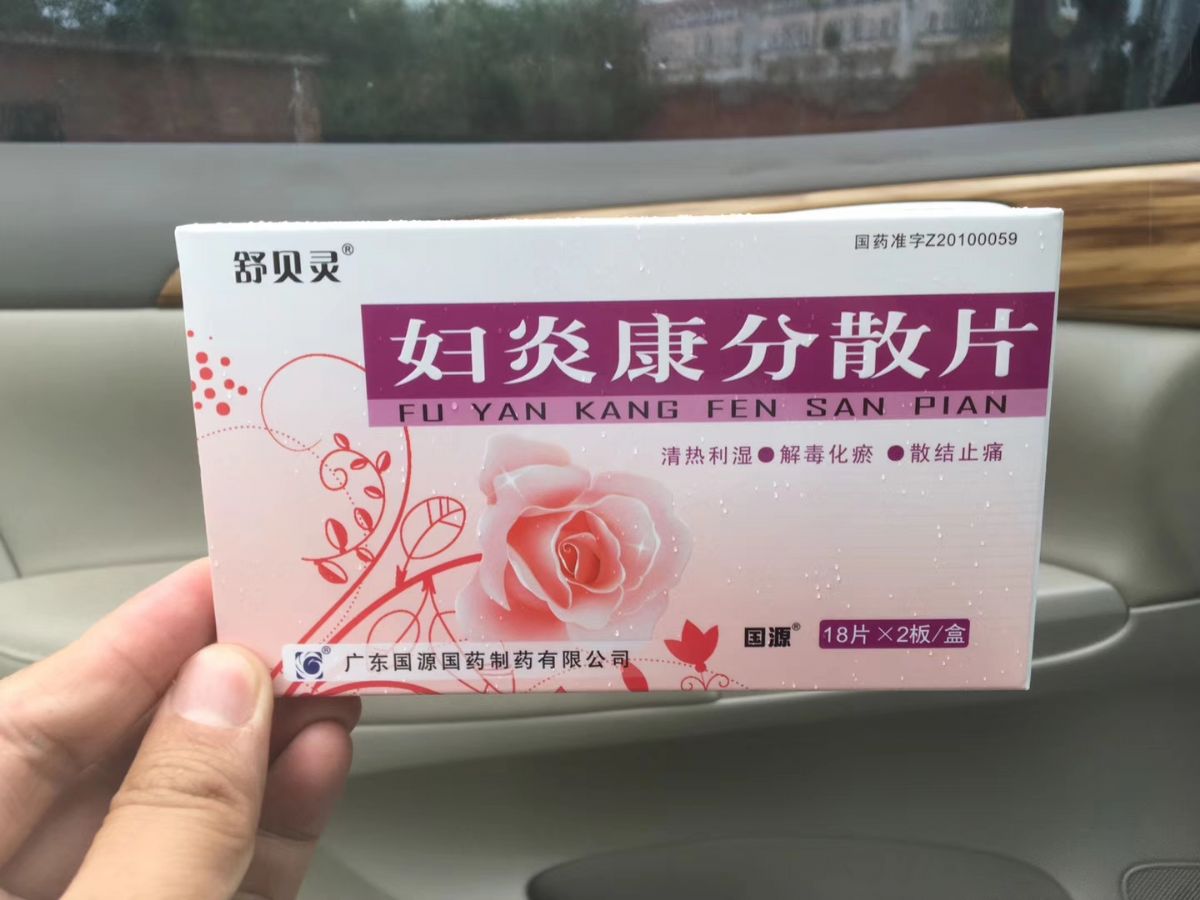 舒贝灵®
国药准字Z20100059
妇炎康分散片
FU YAN KANG FEN SAN PIAN
清热利湿●解毒化瘀●散结止痛
国源® 18片×2板/盒
® 广东国源国药制药有限公司